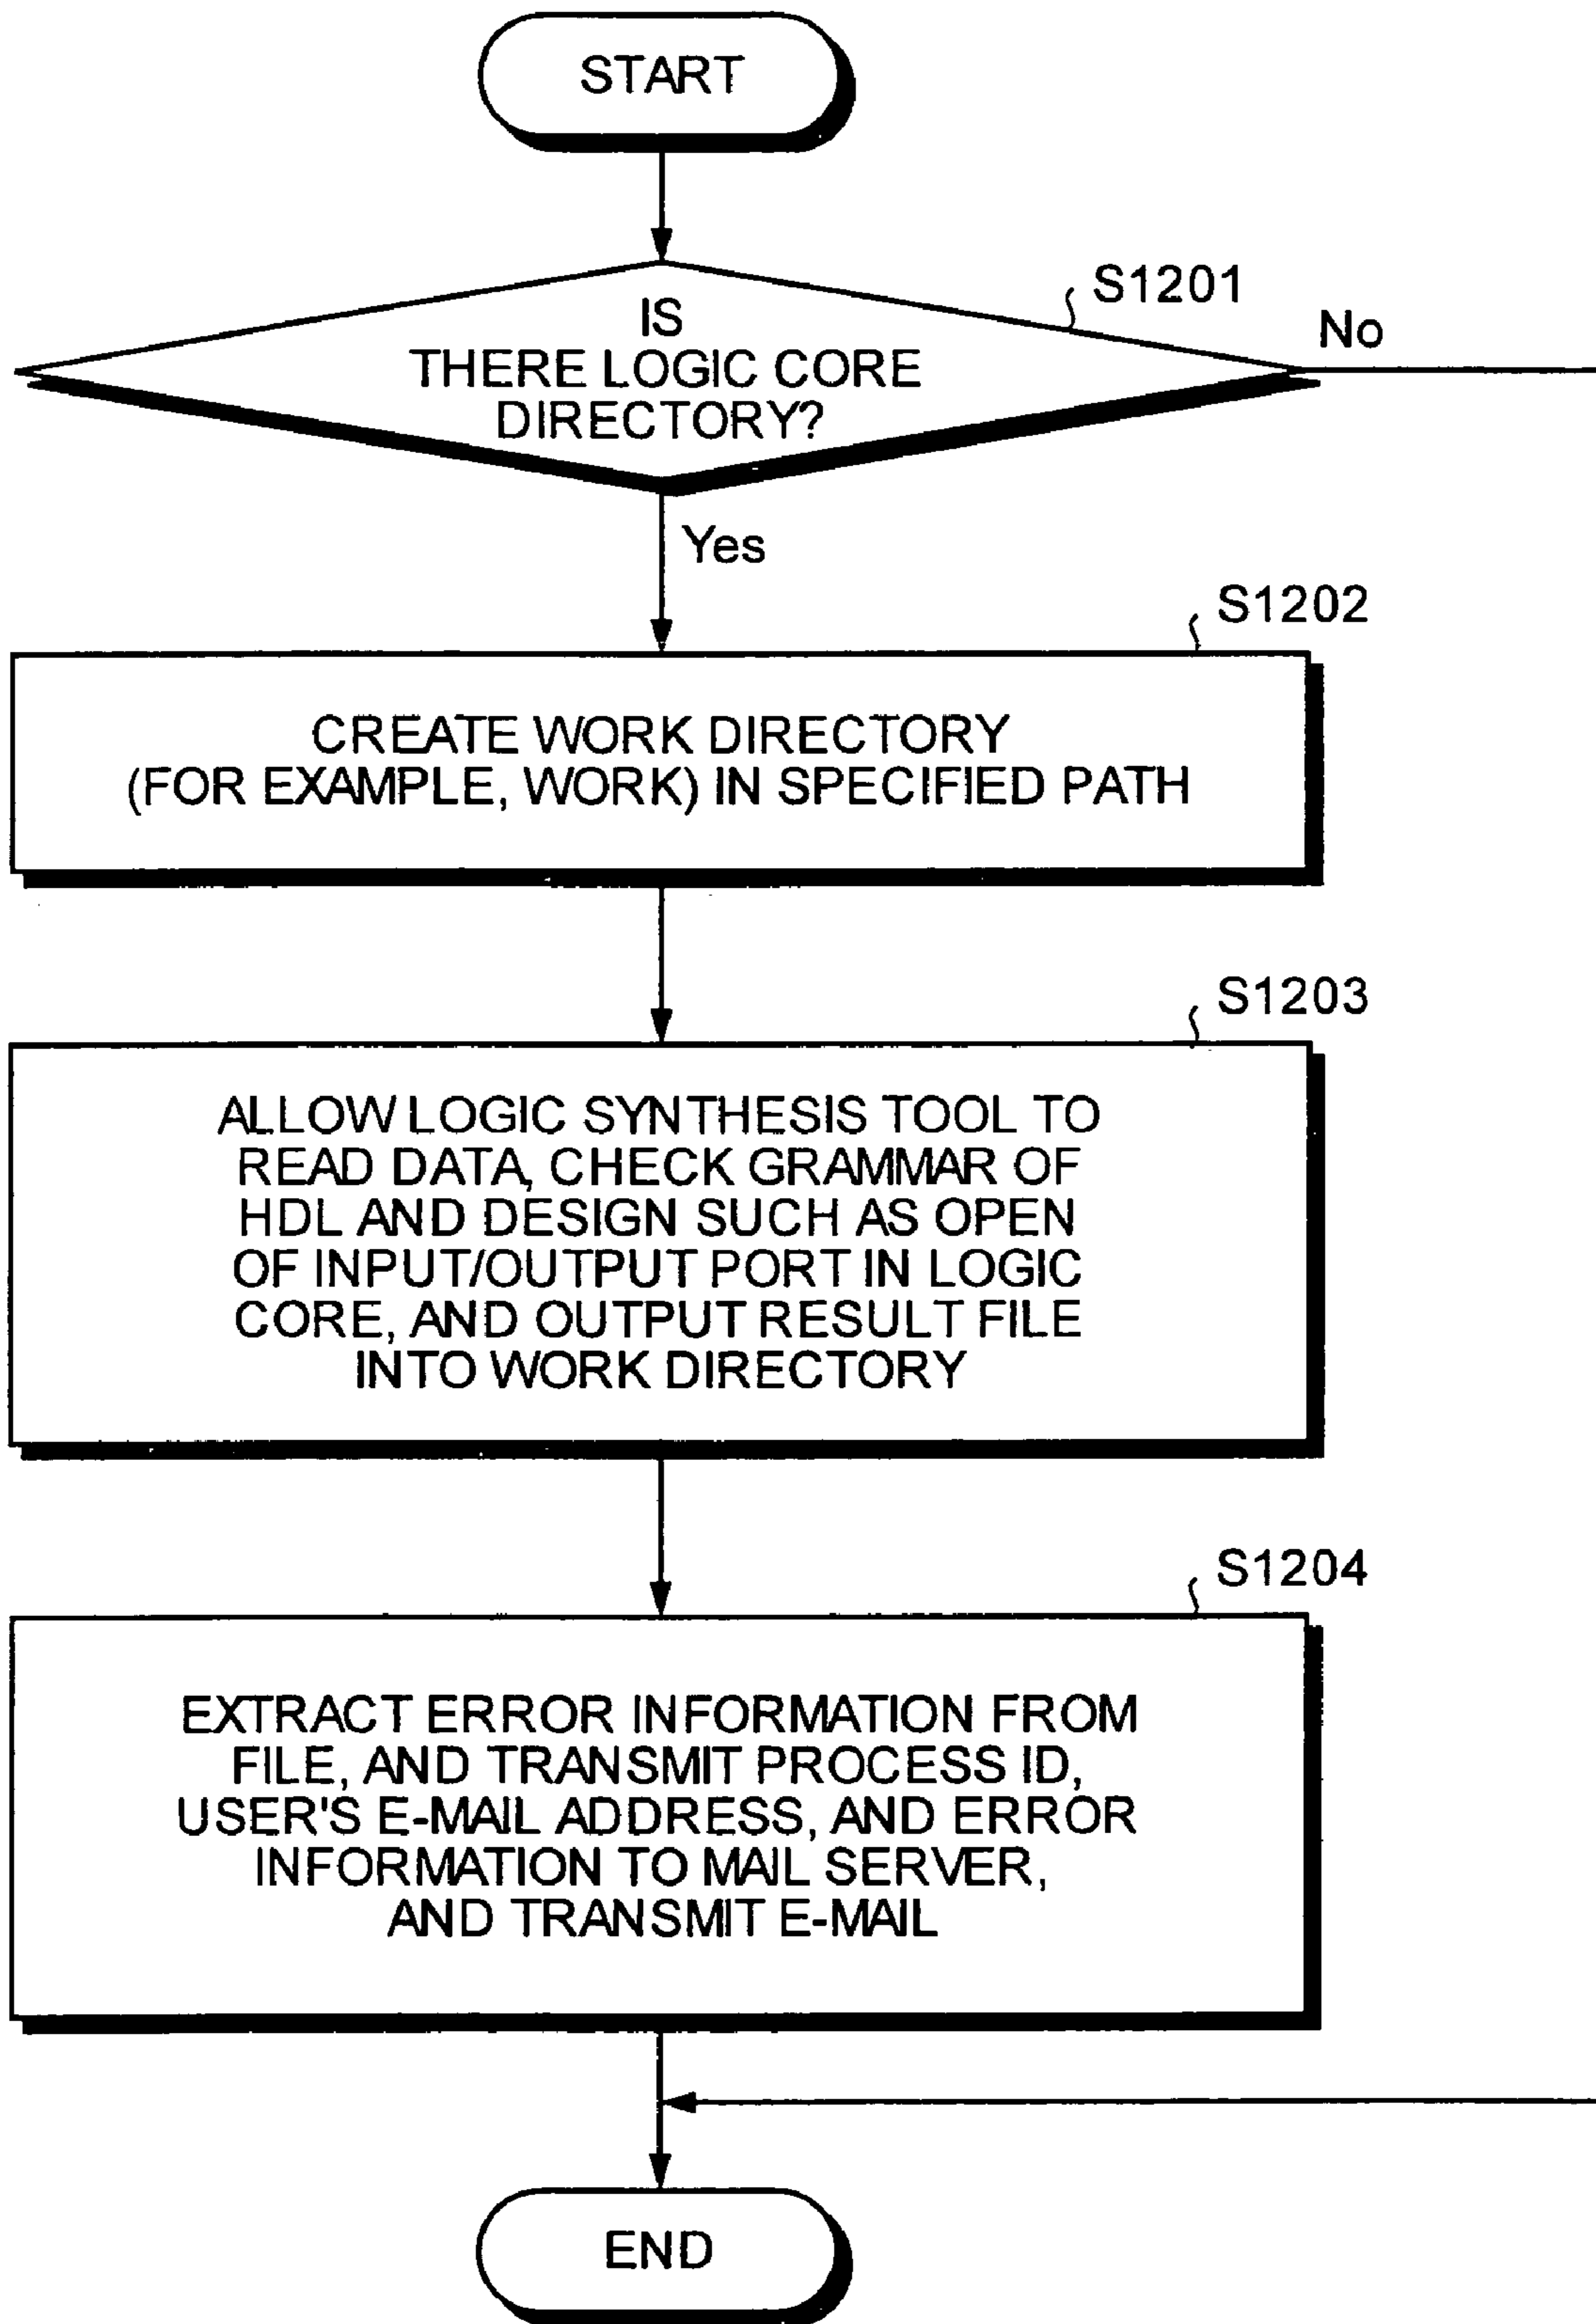 START
S1201
IS
THERE LOGIC CORE
DIRECTORY?
No
Yes
S1202
CREATE WORK DIRECTORY
(FOR EXAMPLE, WORK) IN SPECIFIED PATH
S1203
ALLOW LOGIC SYNTHESIS TOOL TO
READ DATA, CHECK GRAMMAR OF
HDL AND DESIGN SUCH AS OPEN
OF INPUT/OUTPUT PORT IN LOGIC
CORE, AND OUTPUT RESULT FILE
INTO WORK DIRECTORY
S1204
EXTRACT ERROR INFORMATION FROM
FILE, AND TRANSMIT PROCESS ID,
USER'S E-MAIL ADDRESS, AND ERROR
INFORMATION TO MAIL SERVER,
AND TRANSMIT E-MAIL
END